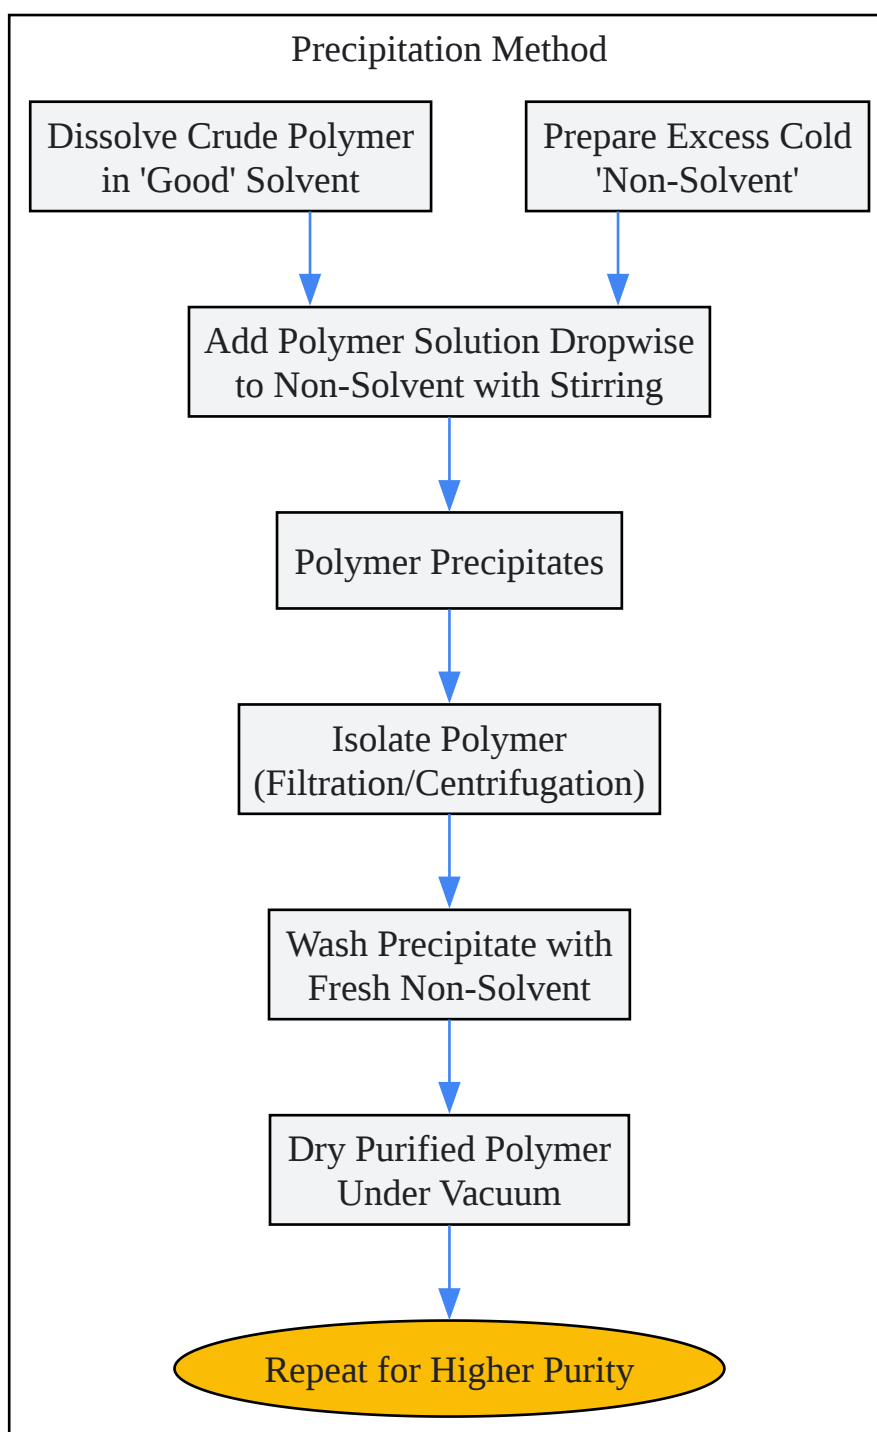 Precipitation Method
Dissolve Crude Polymer
in 'Good' Solvent
Prepare Excess Cold
'Non-Solvent'
Add Polymer Solution Dropwise
to Non-Solvent with Stirring
Polymer Precipitates
Isolate Polymer
(Filtration/Centrifugation)
Wash Precipitate with
Fresh Non-Solvent
Dry Purified Polymer
Under Vacuum
Repeat for Higher Purity